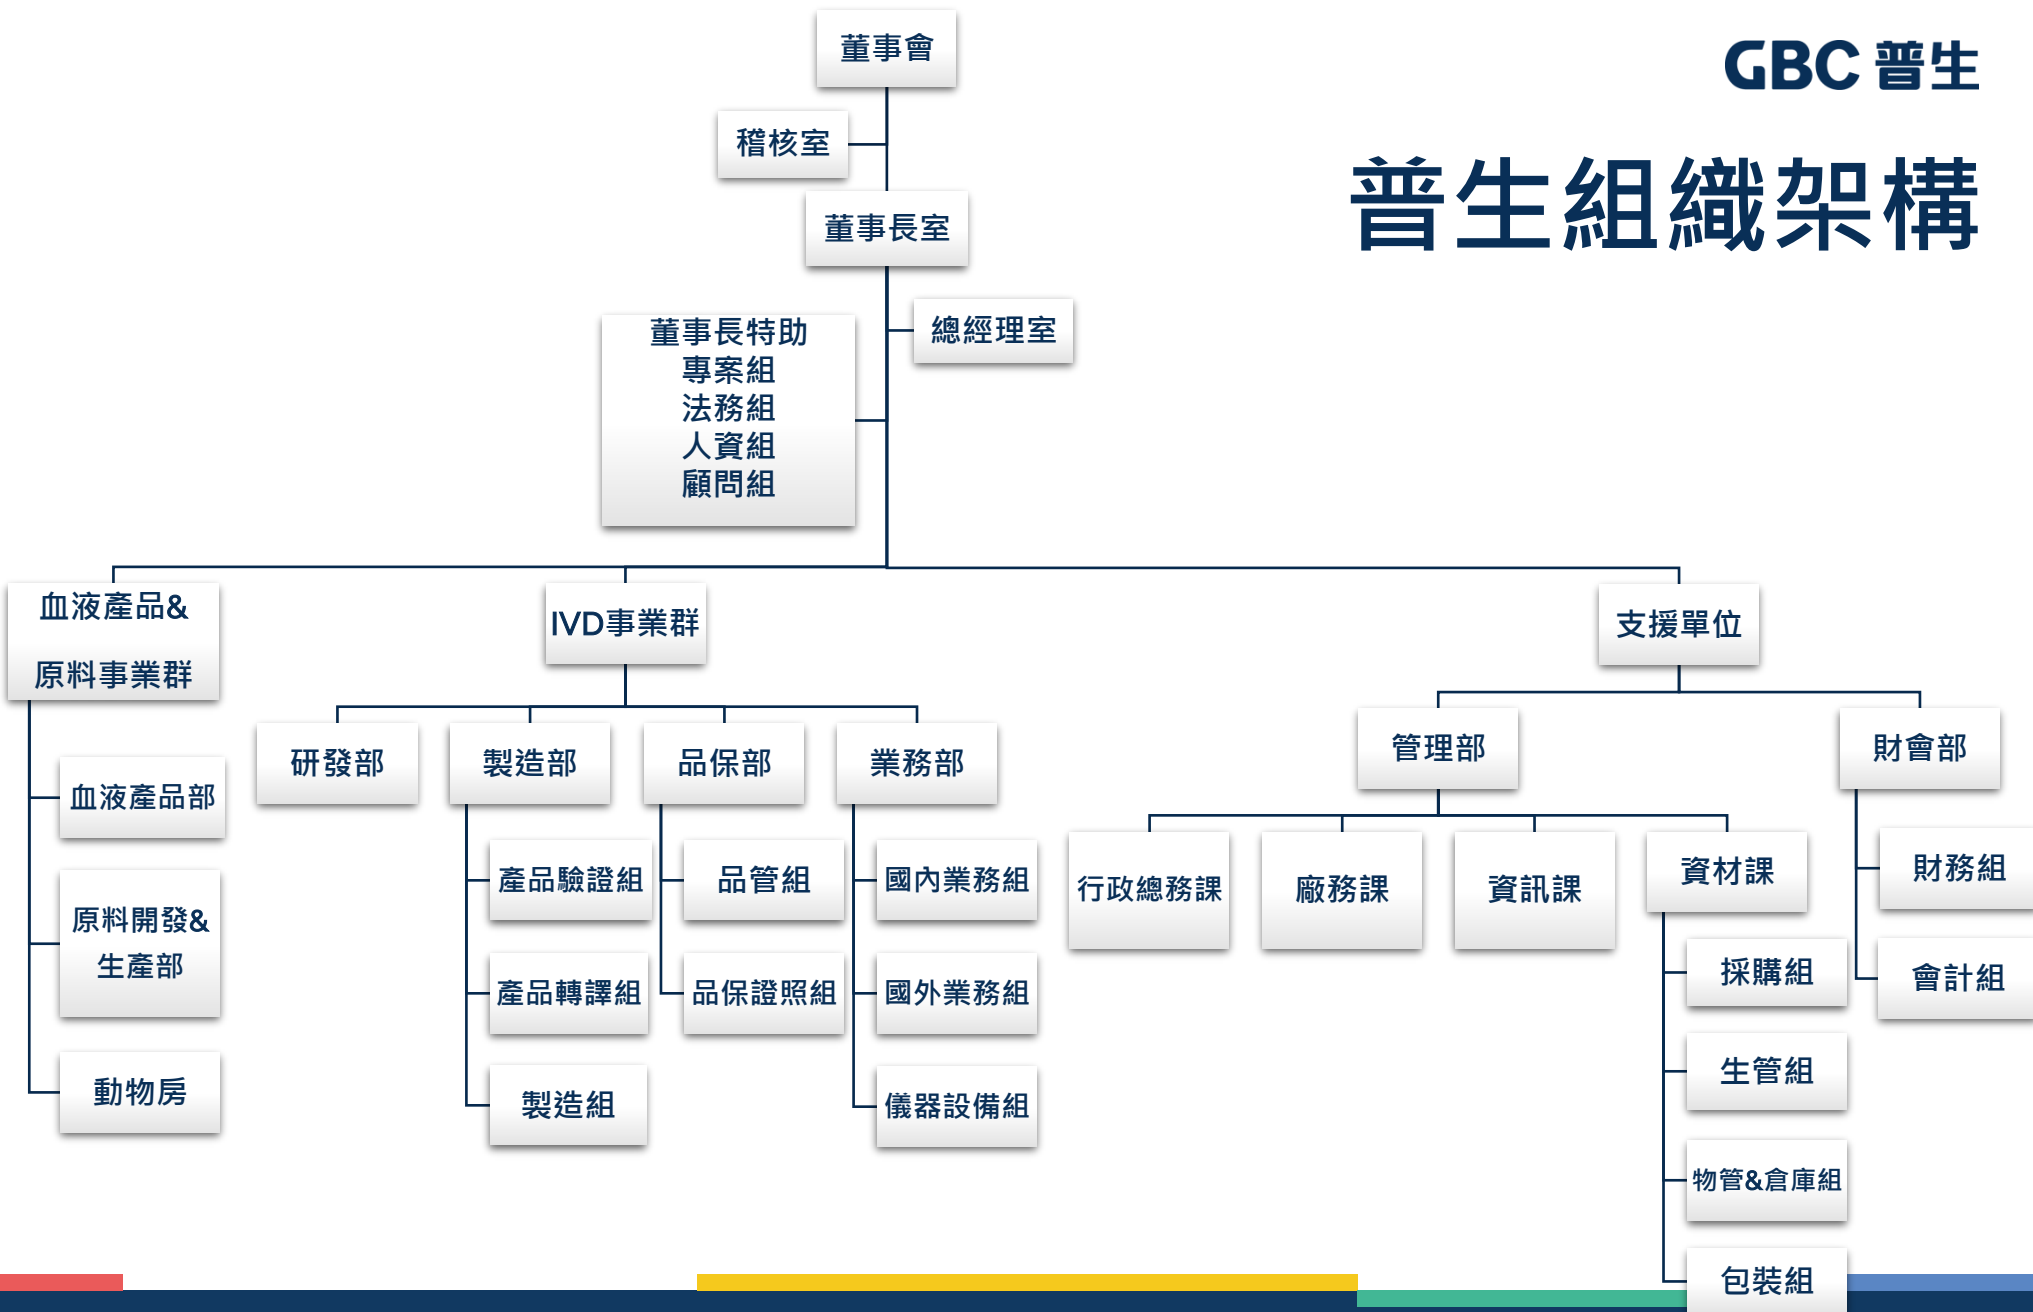 董事會
GBC 普生
稽核室
普生組織架構
董事長室
總經理室
董事長特助
專案組
法務組
人資組
顧問組
血液產品&
原料事業群
IVD事業群
支援單位
研發部
製造部
品保部
業務部
管理部
財會部
血液產品部
原料開發&
生產部
動物房
產品驗證組
產品轉譯組
製造組
品管組
品保證照組
國內業務組
國外業務組
儀器設備組
行政總務課
廠務課
資訊課
資材課
採購組
生管組
物管&倉庫組
包裝組
財務組
會計組